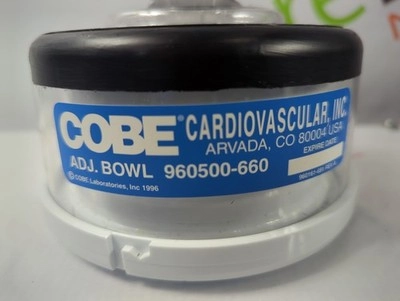 COBE® CARDIOVASCULAR, INC.
ARVADA, CO 80004 USA
EXPIRE DATE:
ADJ. BOWL 960500-660
© COBE Laboratories, Inc 1996